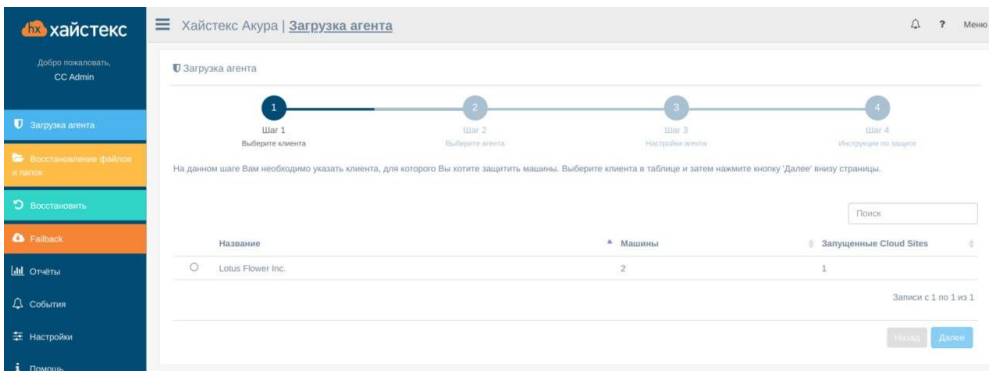 hx хайстекс
Хайстекс Акура | Загрузка агента
? Меню
Добро пожаловать,
CC Admin
Загрузка агента
Восстановление файлов
и папок
Восстановить
Failback
Отчёты
События
Настройки
Помощь
Загрузка агента
1 2 3 4
Шаг 1 Шаг 2 Шаг 3 Шаг 4
Выберите клиента Выберите агента Настройки агента Инструкции по защите
На данном шаге Вам необходимо указать клиента, для которого Вы хотите защитить машины. Выберите клиента в таблице и затем нажмите кнопку 'Далее' внизу страницы.
Поиск
Название Машины Запущенные Cloud Sites
Lotus Flower Inc. 2 1
Записи с 1 по 1 из 1
Назад Далее